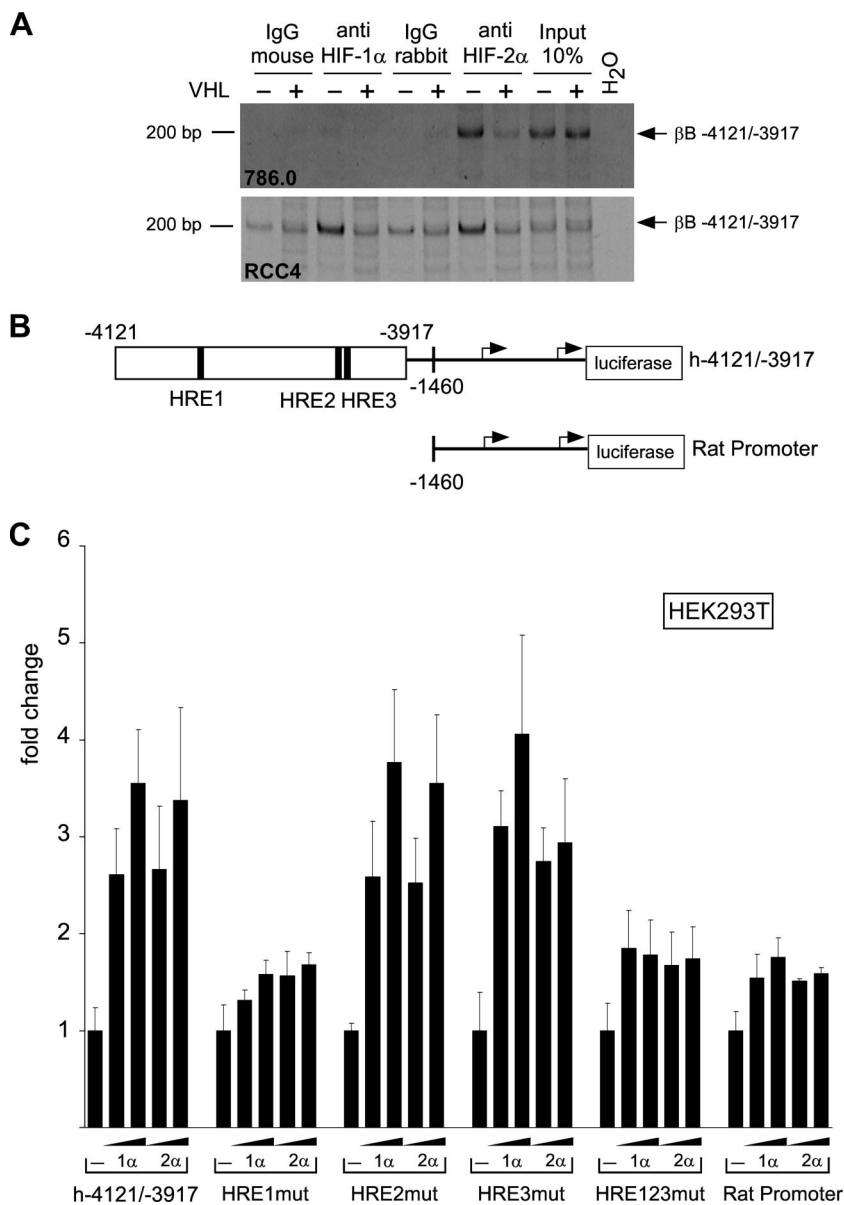 A
IgG mouse
anti HIF-1α
IgG rabbit
anti HIF-2α
Input 10%
H2O
VHL – + – + – + – + – +
200 bp
βB -4121/-3917
786.0
200 bp
βB -4121/-3917
RCC4
B
-4121 -3917
HRE1 HRE2 HRE3
-1460
luciferase
h-4121/-3917
-1460
luciferase
Rat Promoter
C
fold change
6
5
4
3
2
1
HEK293T
– 1α 2α – 1α 2α – 1α 2α – 1α 2α – 1α 2α – 1α 2α
h-4121/-3917 HRE1mut HRE2mut HRE3mut HRE123mut Rat Promoter